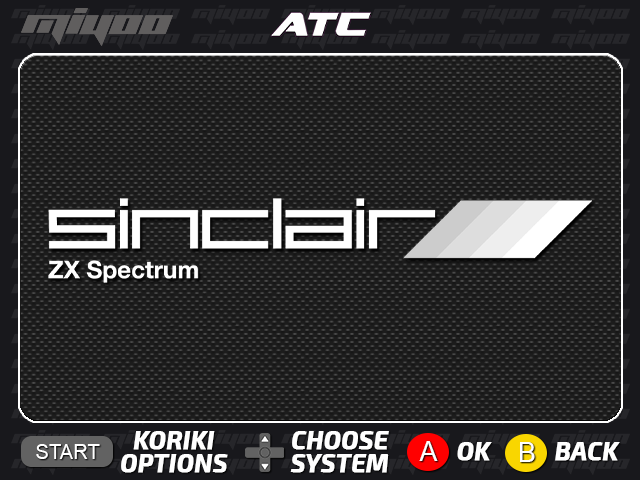 miyoo
ATC
sinclair
ZX Spectrum
START
KORIKI
OPTIONS
CHOOSE
SYSTEM
A
OK
B
BACK